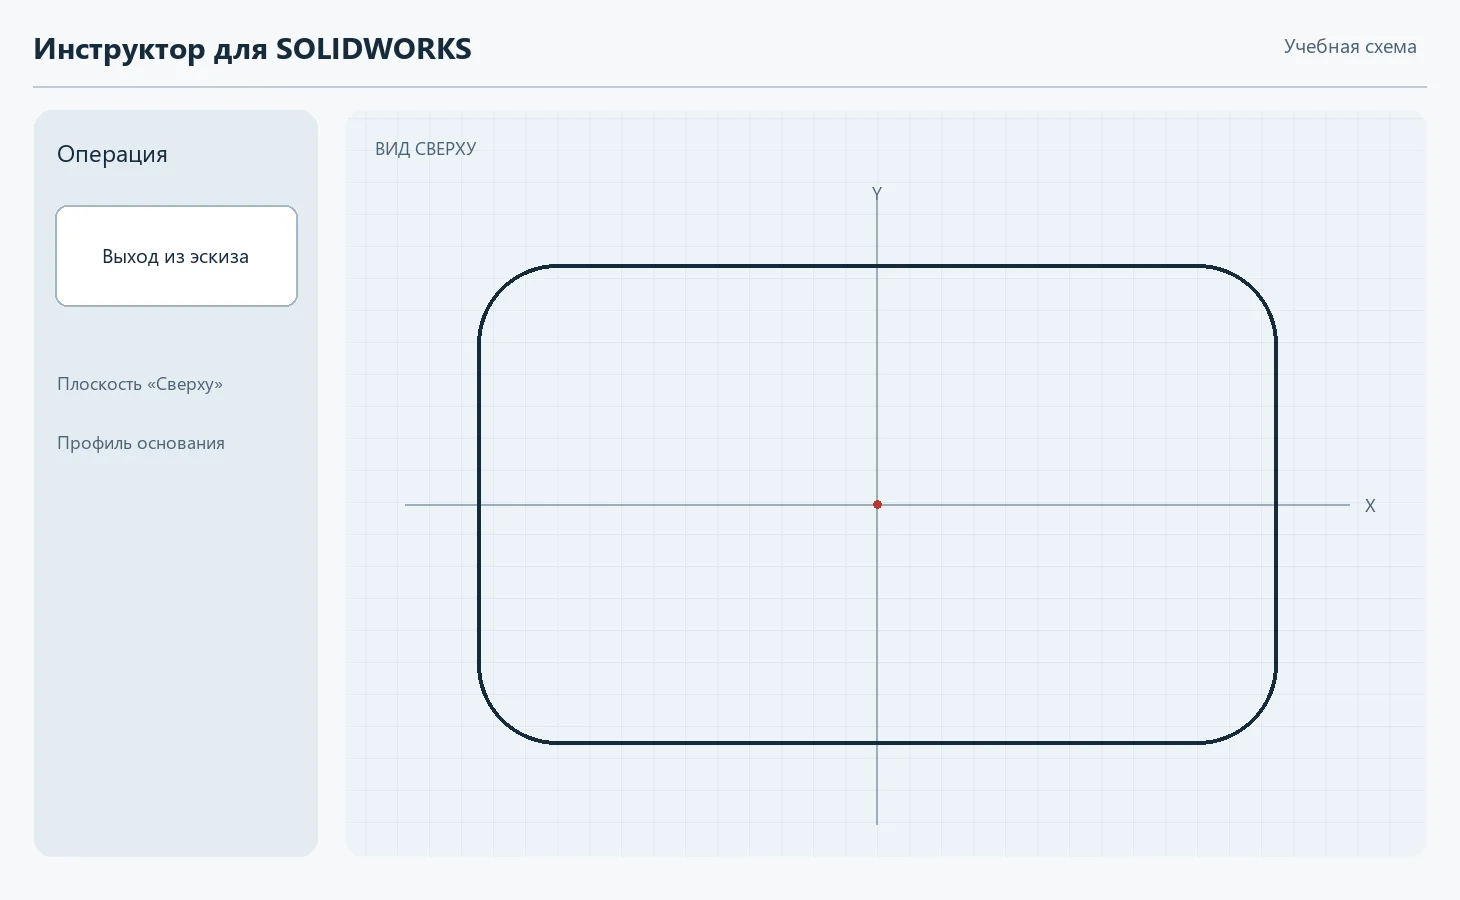 Инструктор для SOLIDWORKS
Учебная схема
Операция
Выход из эскиза
Плоскость «Сверху»
Профиль основания
ВИД СВЕРХУ
Y
X